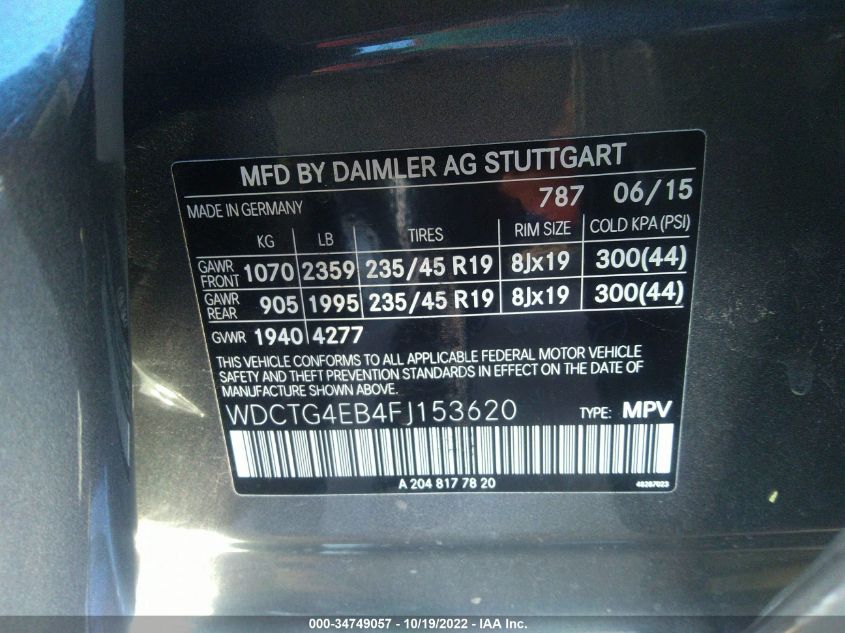 MFD BY DAIMLER AG STUTTGART
MADE IN GERMANY 787 06/15
KG LB TIRES RIM SIZE COLD KPA (PSI)
GAWR FRONT 1070 2359 235/45 R19 8Jx19 300(44)
GAWR REAR 905 1995 235/45 R19 8Jx19 300(44)
GVWR 1940 4277
THIS VEHICLE CONFORMS TO ALL APPLICABLE FEDERAL MOTOR VEHICLE
SAFETY AND THEFT PREVENTION STANDARDS IN EFFECT ON THE DATE OF
MANUFACTURE SHOWN ABOVE.
WDCTG4EB4FJ153620 TYPE: MPV
A 204 817 78 20 48287023
000-34749057 - 10/19/2022 - IAA Inc.